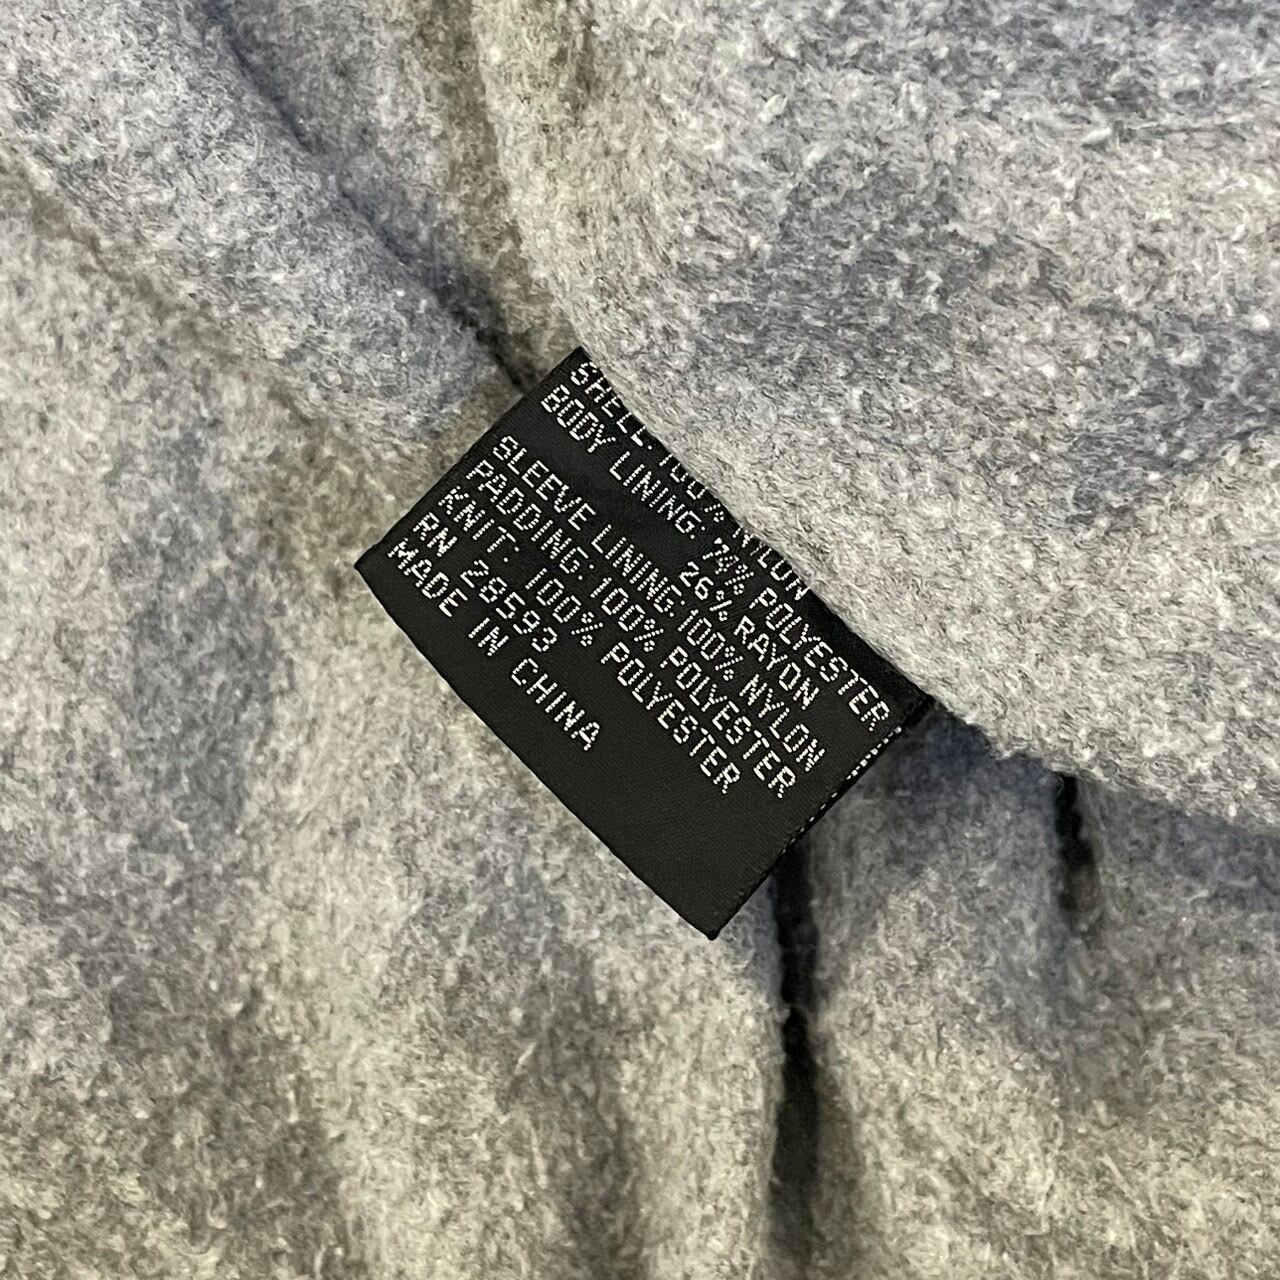 SHELL: 100% NYLON
BODY LINING: 74% POLYESTER
26% RAYON
SLEEVE LINING 100% NYLON
PADDING: 100% POLYESTER
KNIT: 100% POLYESTER
RN 28593
MADE IN CHINA